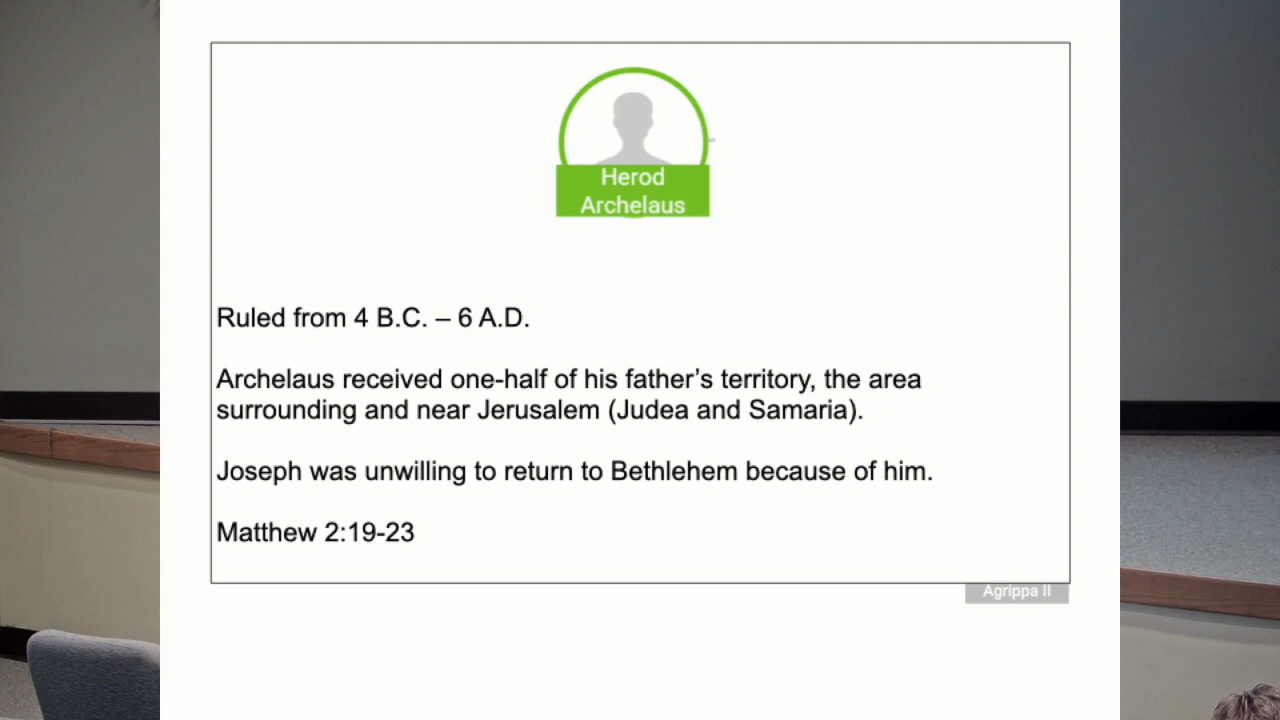 Herod
Archelaus
Ruled from 4 B.C. – 6 A.D.
Archelaus received one-half of his father’s territory, the area
surrounding and near Jerusalem (Judea and Samaria).
Joseph was unwilling to return to Bethlehem because of him.
Matthew 2:19-23
Agrippa II